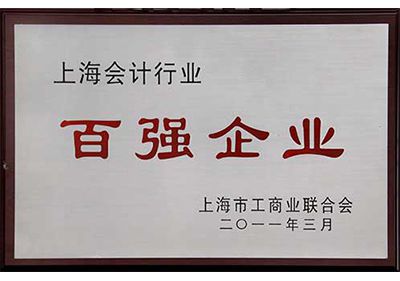 上海会计行业
百强企业
上海市工商业联合会
二〇一一年三月